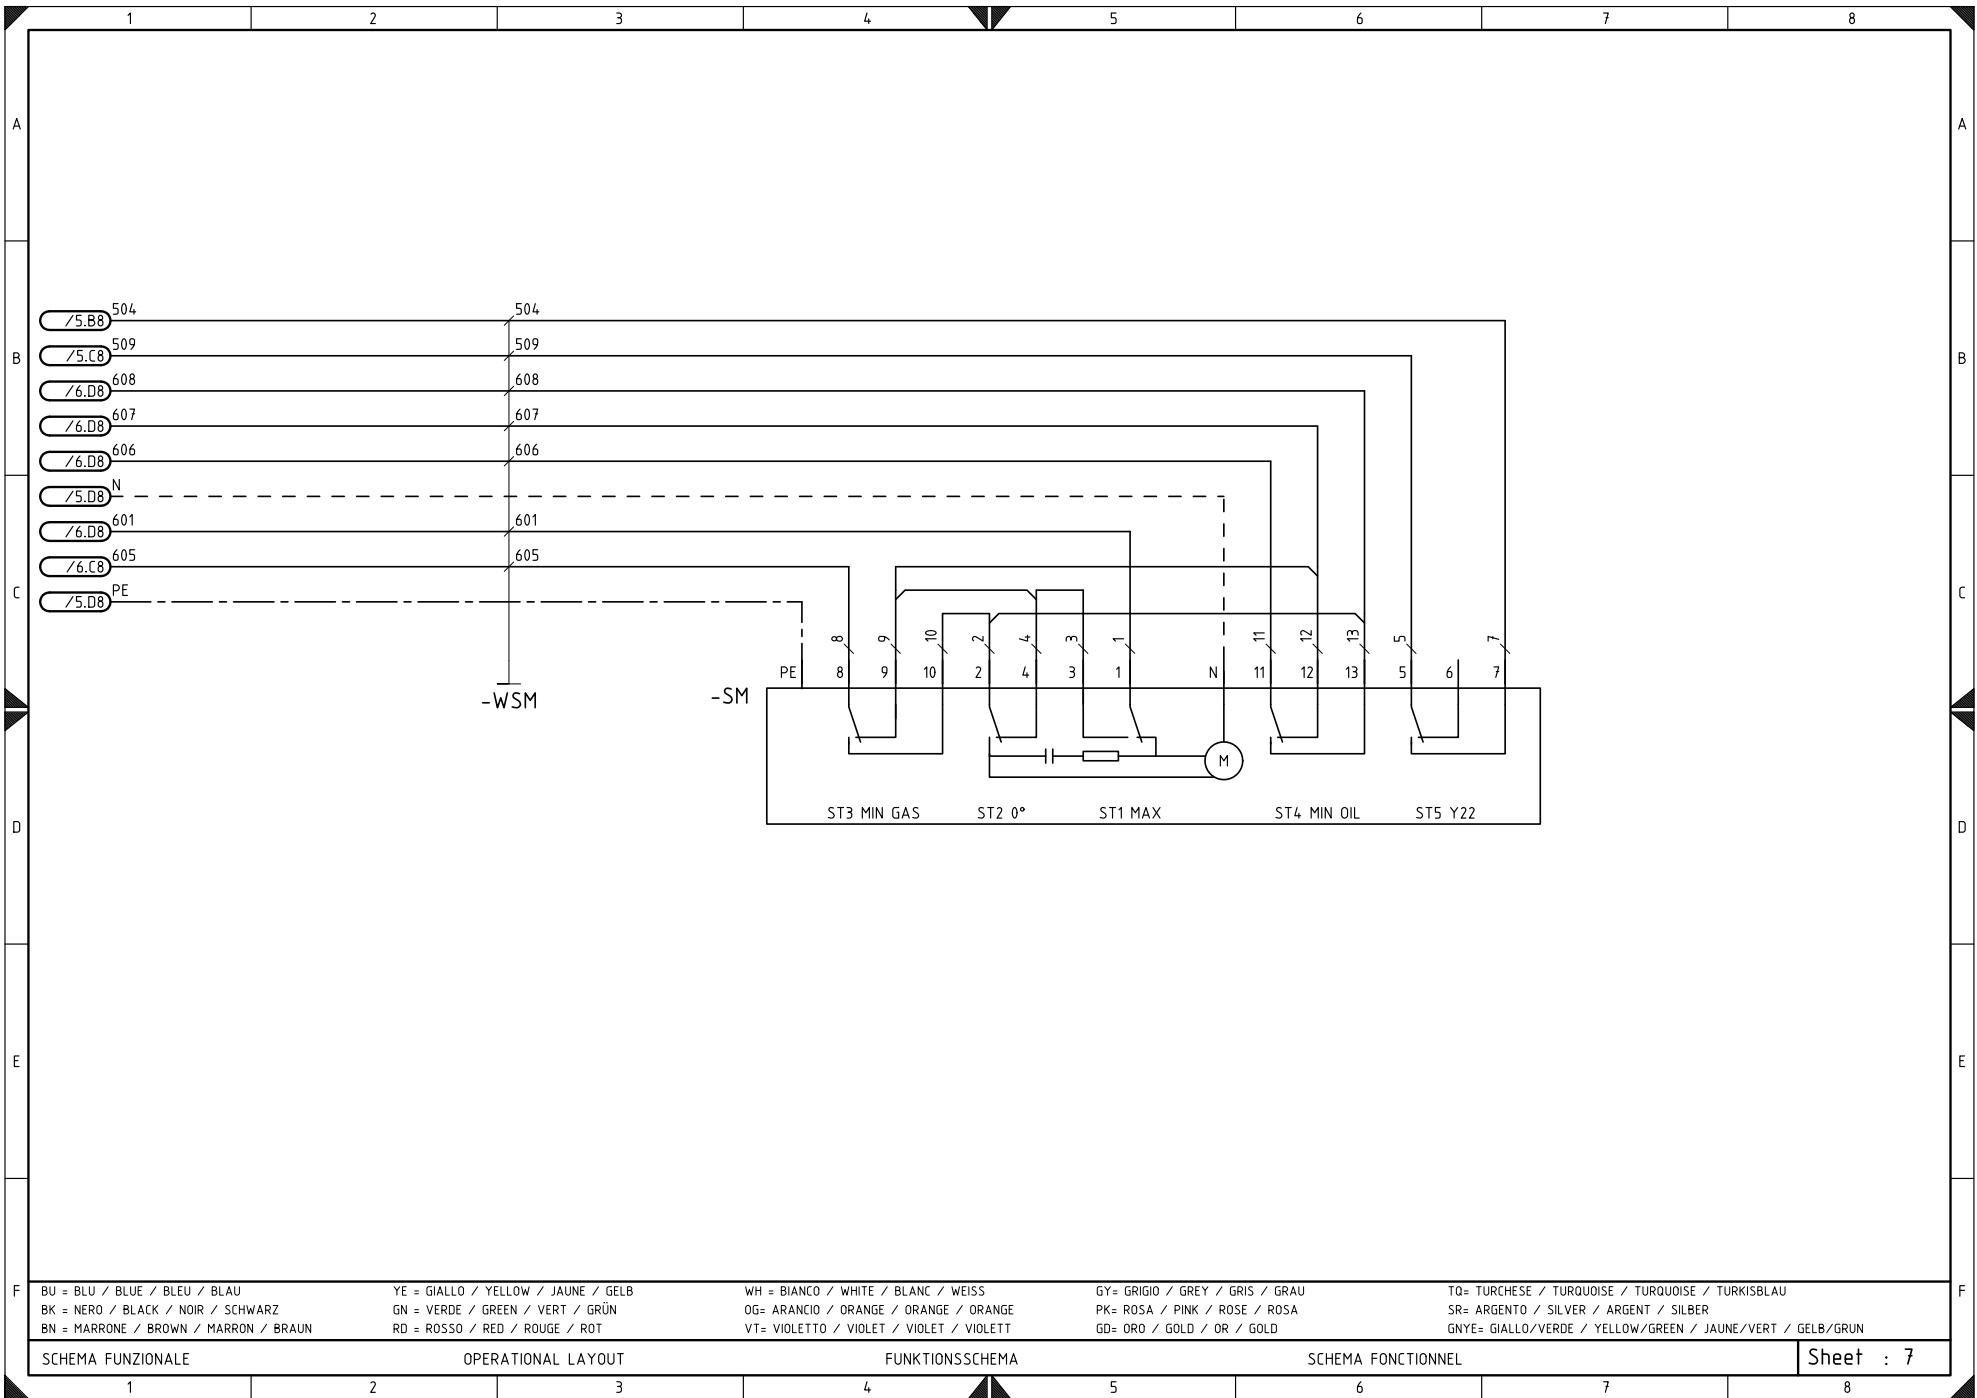 1 2 3 4 5 6 7 8
A A
504 504
/5.B8
509 509
B /5.C8 B
608 608
/6.D8
607 607
/6.D8
606 606
/6.D8
N
/5.D8
601 601
/6.D8
605 605
/6.C8
PE
C /5.D8 C
8 9 10 2 4 3 1 11 12 13 5 7
PE 8 9 10 2 4 3 1 N 11 12 13 5 6 7
-WSM -SM
M
ST3 MIN GAS ST2 0° ST1 MAX ST4 MIN OIL ST5 Y22
D D
E E
F F
BU = BLU / BLUE / BLEU / BLAU YE = GIALLO / YELLOW / JAUNE / GELB WH = BIANCO / WHITE / BLANC / WEISS GY= GRIGIO / GREY / GRIS / GRAU TQ= TURCHESE / TURQUOISE / TURQUOISE / TURKISBLAU
BK = NERO / BLACK / NOIR / SCHWARZ GN = VERDE / GREEN / VERT / GRÜN OG= ARANCIO / ORANGE / ORANGE / ORANGE PK= ROSA / PINK / ROSE / ROSA SR= ARGENTO / SILVER / ARGENT / SILBER
BN = MARRONE / BROWN / MARRON / BRAUN RD = ROSSO / RED / ROUGE / ROT VT= VIOLETTO / VIOLET / VIOLET / VIOLETT GD= ORO / GOLD / OR / GOLD GNYE= GIALLO/VERDE / YELLOW/GREEN / JAUNE/VERT / GELB/GRUN
SCHEMA FUNZIONALE OPERATIONAL LAYOUT FUNKTIONSSCHEMA SCHEMA FONCTIONNEL Sheet : 7
1 2 3 4 5 6 7 8